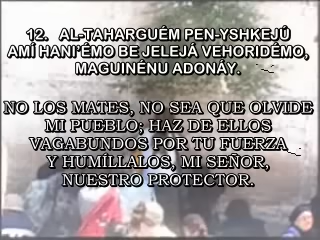 12. AL-TAHARGUÉM PEN-YSHKEJÚ
AMÍ HANI'ÉMO BE JELEJÁ VEHORIDÉMO,
MAGUINÉNU ADONÁY.
NO LOS MATES, NO SEA QUE OLVIDE
MI PUEBLO; HAZ DE ELLOS
VAGABUNDOS POR TU FUERZA
Y HUMÍLLALOS, MI SEÑOR,
NUESTRO PROTECTOR.